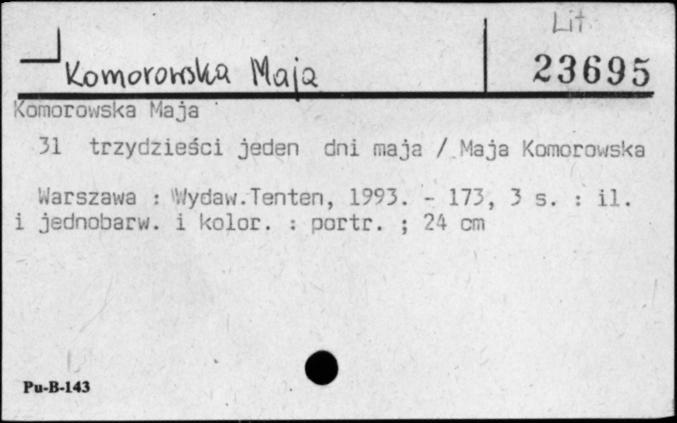 Lit
Komorowska Maja
23695
Komorowska Maja
31 trzydzieści jeden dni maja / Maja Komorowska
Warszawa : Wydaw.Tenten, 1993. - 173, 3 s. : il.
i jednobarw. i kolor. : portr. ; 24 cm
Pu-B-143